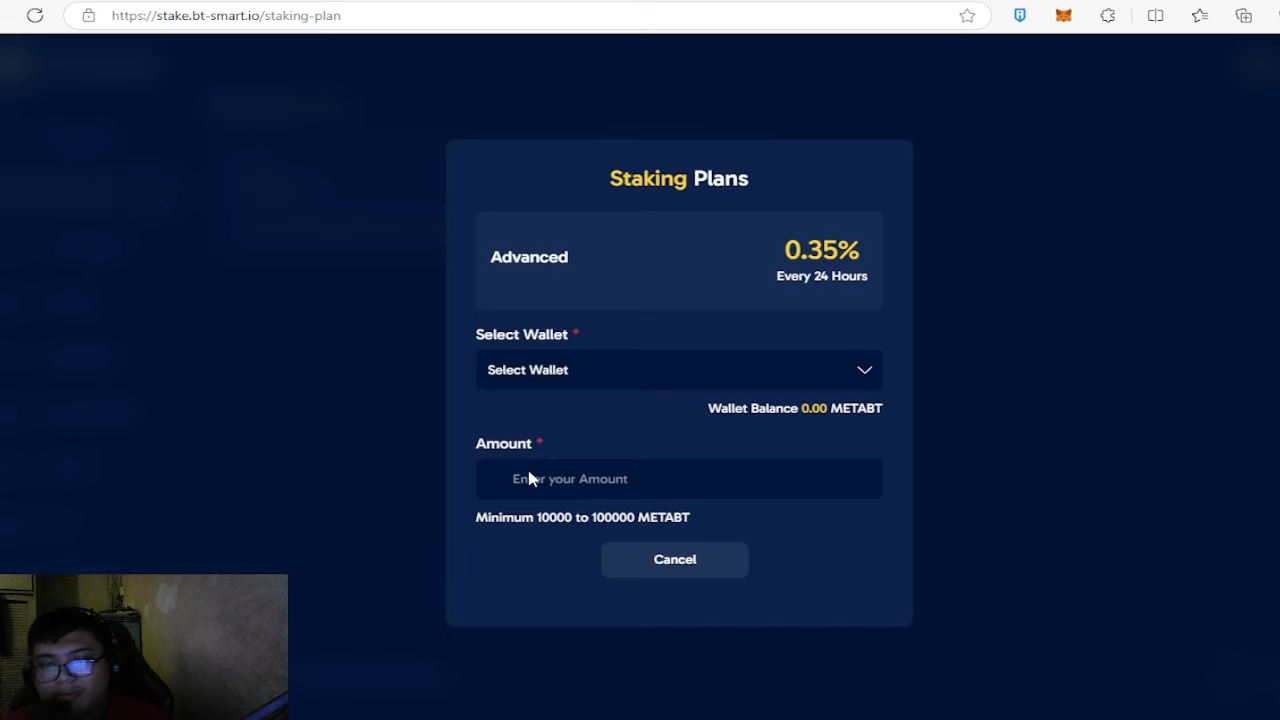 https://stake.bt-smart.io/staking-plan
Staking Plans
Advanced
0.35%
Every 24 Hours
Select Wallet *
Select Wallet
Wallet Balance 0.00 METABT
Amount *
Enter your Amount
Minimum 10000 to 100000 METABT
Cancel